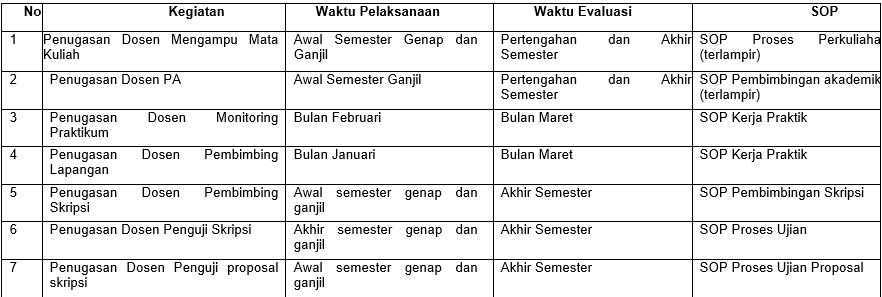 No Kegiatan Waktu Pelaksanaan Waktu Evaluasi SOP
1 Penugasan Dosen Mengampu Mata Kuliah Awal Semester Genap dan Ganjil Pertengahan dan Akhir Semester SOP Proses Perkuliaha (terlampir)
2 Penugasan Dosen PA Awal Semester Ganjil Pertengahan dan Akhir Semester SOP Pembimbingan akademik (terlampir)
3 Penugasan Dosen Monitoring Praktikum Bulan Februari Bulan Maret SOP Kerja Praktik
4 Penugasan Dosen Pembimbing Lapangan Bulan Januari Bulan Maret SOP Kerja Praktik
5 Penugasan Dosen Pembimbing Skripsi Awal semester genap dan ganjil Akhir Semester SOP Pembimbingan Skripsi
6 Penugasan Dosen Penguji Skripsi Akhir semester genap dan ganjil Akhir Semester SOP Proses Ujian
7 Penugasan Dosen Penguji proposal skripsi Awal semester genap dan ganjil Akhir Semester SOP Proses Ujian Proposal